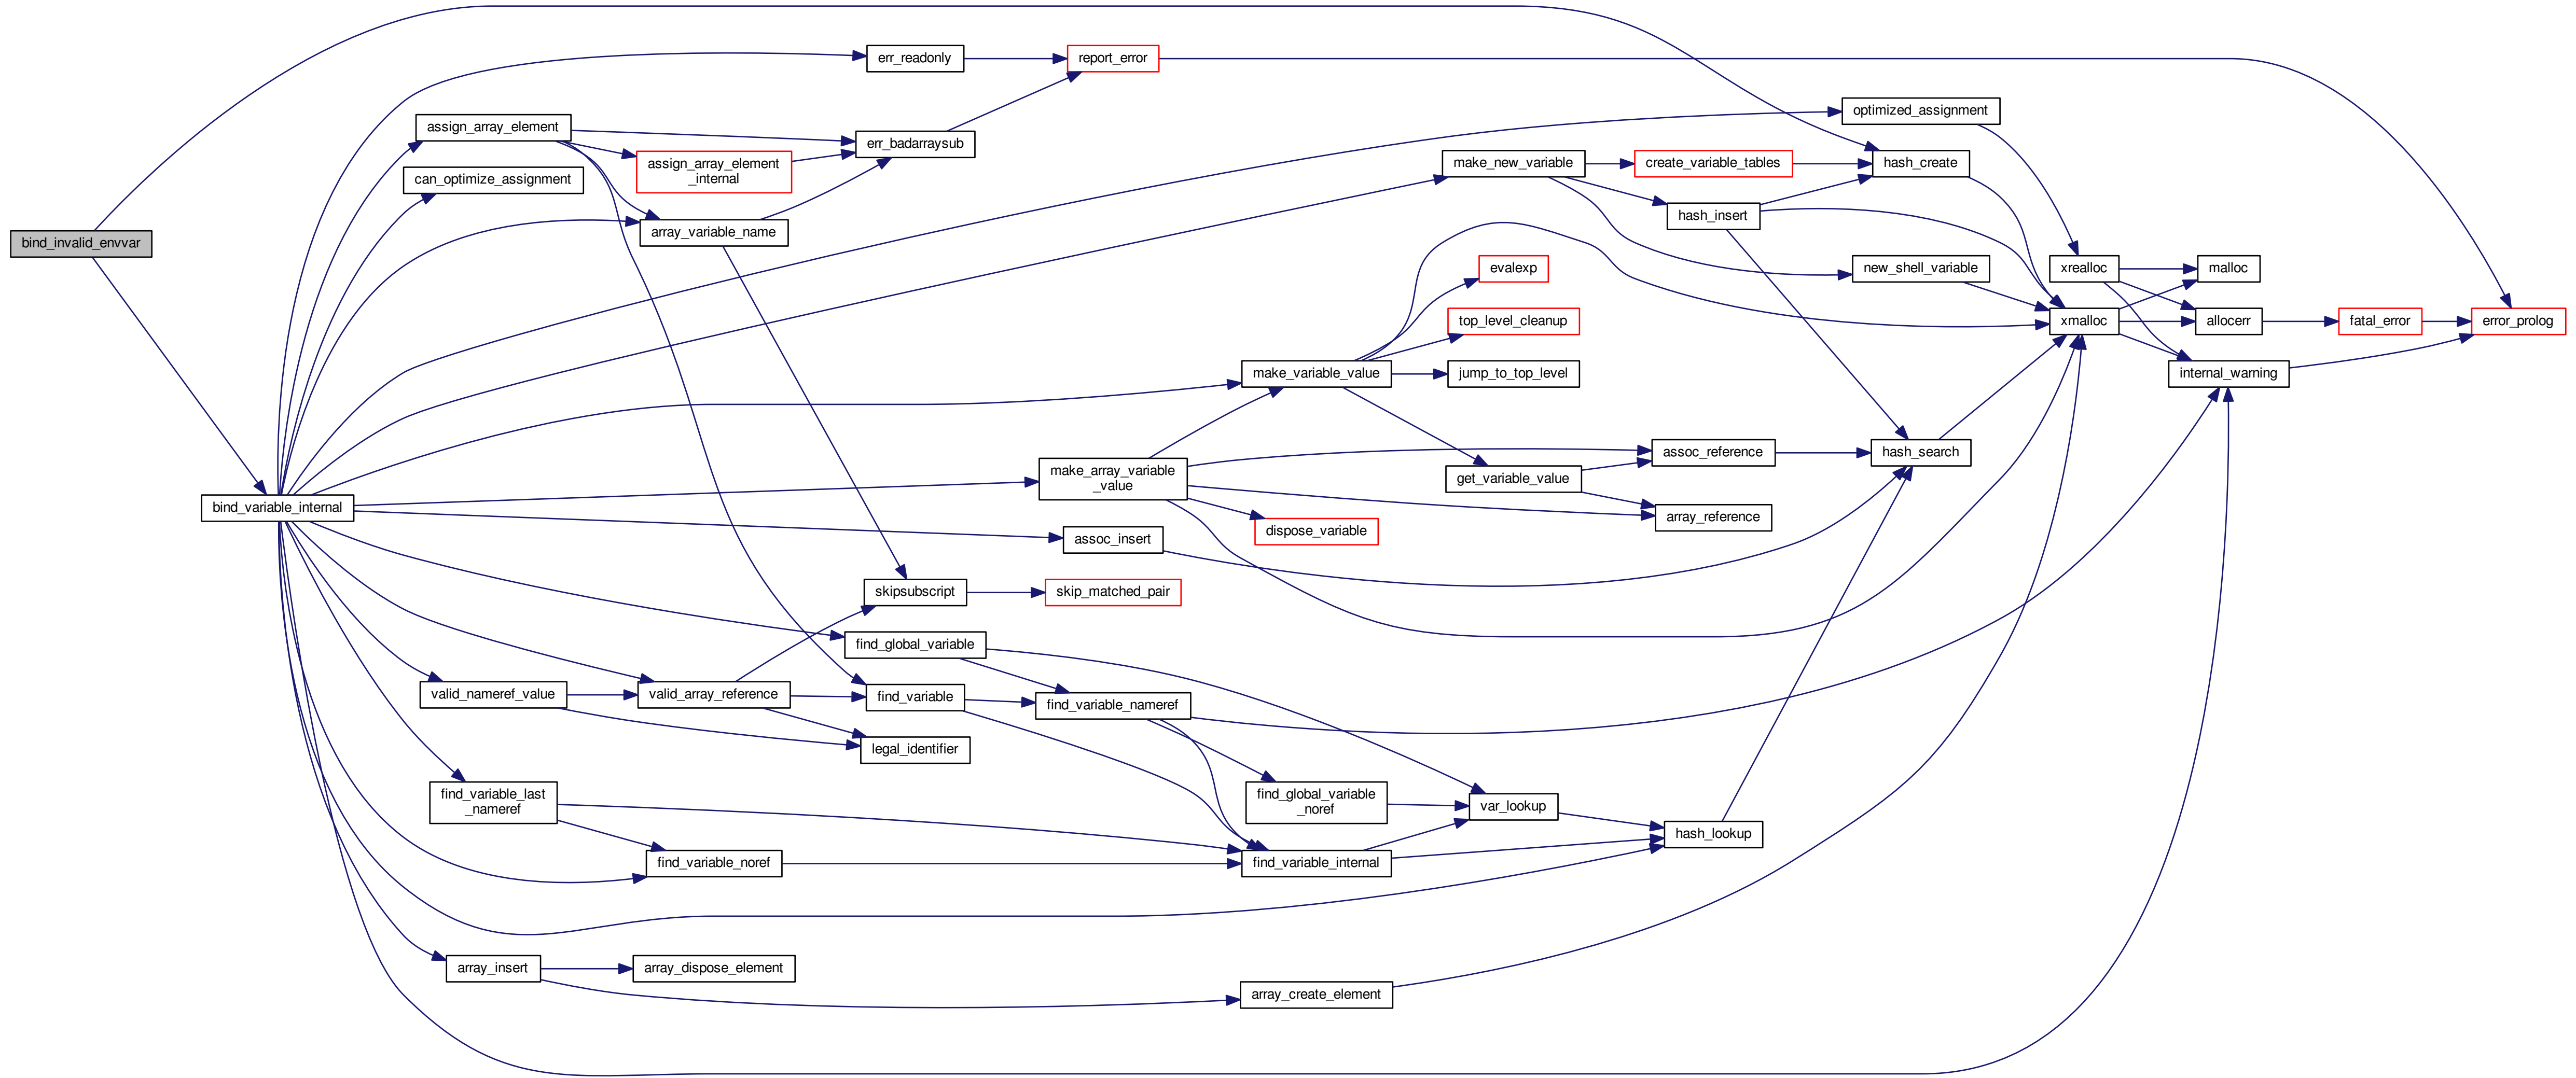 err_readonly
report_error
optimized_assignment
assign_array_element
err_badarraysub
assign_array_element
_internal
make_new_variable
create_variable_tables
hash_create
can_optimize_assignment
array_variable_name
hash_insert
bind_invalid_envvar
evalexp
new_shell_variable
xrealloc
malloc
top_level_cleanup
xmalloc
allocerr
fatal_error
error_prolog
make_variable_value
jump_to_top_level
internal_warning
make_array_variable
_value
get_variable_value
assoc_reference
hash_search
bind_variable_internal
array_reference
dispose_variable
assoc_insert
skipsubscript
skip_matched_pair
find_global_variable
valid_nameref_value
valid_array_reference
find_variable
find_variable_nameref
legal_identifier
find_variable_last
_nameref
find_global_variable
_noref
var_lookup
hash_lookup
find_variable_noref
find_variable_internal
array_insert
array_dispose_element
array_create_element